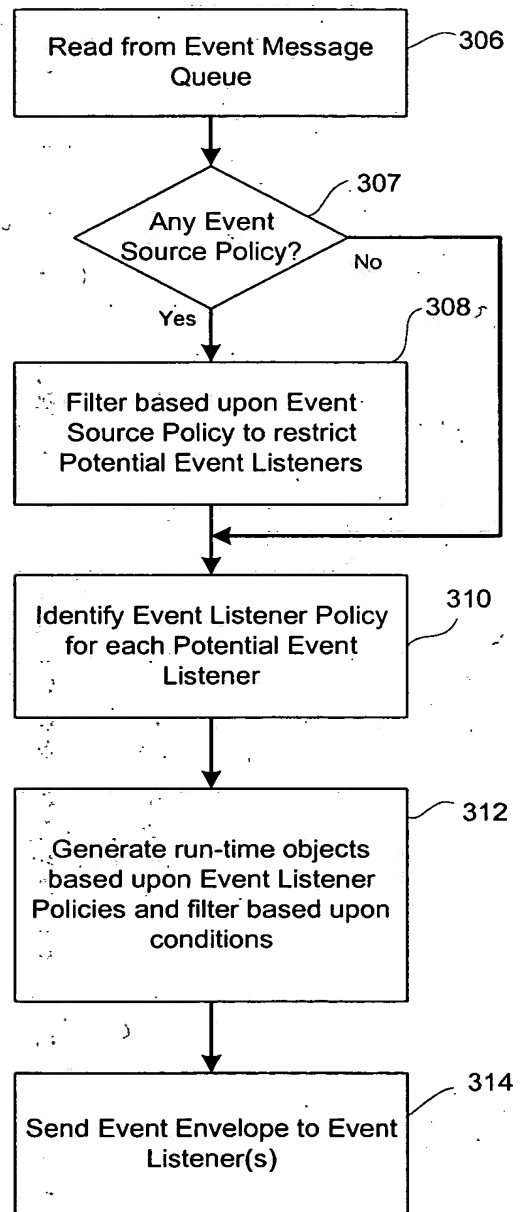 Read from Event Message
Queue
306
307
Any Event
Source Policy?
No
Yes
308
Filter based upon Event
Source Policy to restrict
Potential Event Listeners
Identify Event Listener Policy
for each Potential Event
Listener
310
312
Generate run-time objects
based upon Event Listener
Policies and filter based upon
conditions
314
Send Event Envelope to Event
Listener(s)